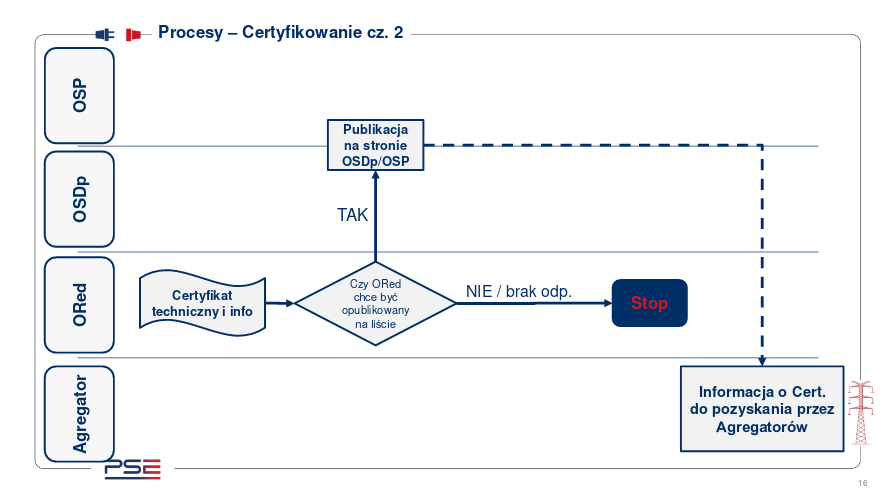 Procesy – Certyfikowanie cz. 2
OSP
Publikacja
na stronie
OSDp/OSP
OSDp
TAK
ORed
Certyfikat
techniczny i info
Czy ORed
chce być
opublikowany
na liście
NIE / brak odp.
Stop
Agregator
Informacja o Cert.
do pozyskania przez
Agregatorów
PSE
16